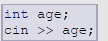 int age;
cin >> age;